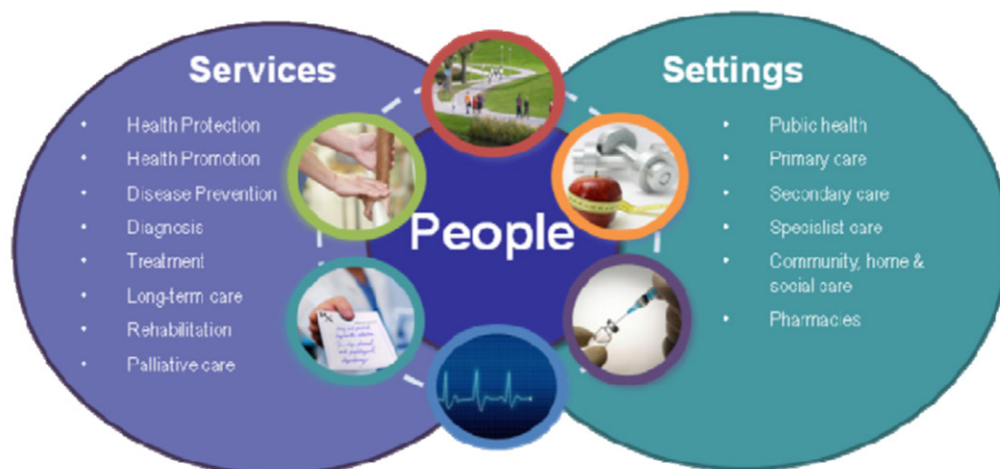 Services
Health Protection
Health Promotion
Disease Prevention
Diagnosis
Treatment
Long-term care
Rehabilitation
Palliative care
People
Settings
Public health
Primary care
Secondary care
Specialist care
Community, home &
social care
Pharmacies